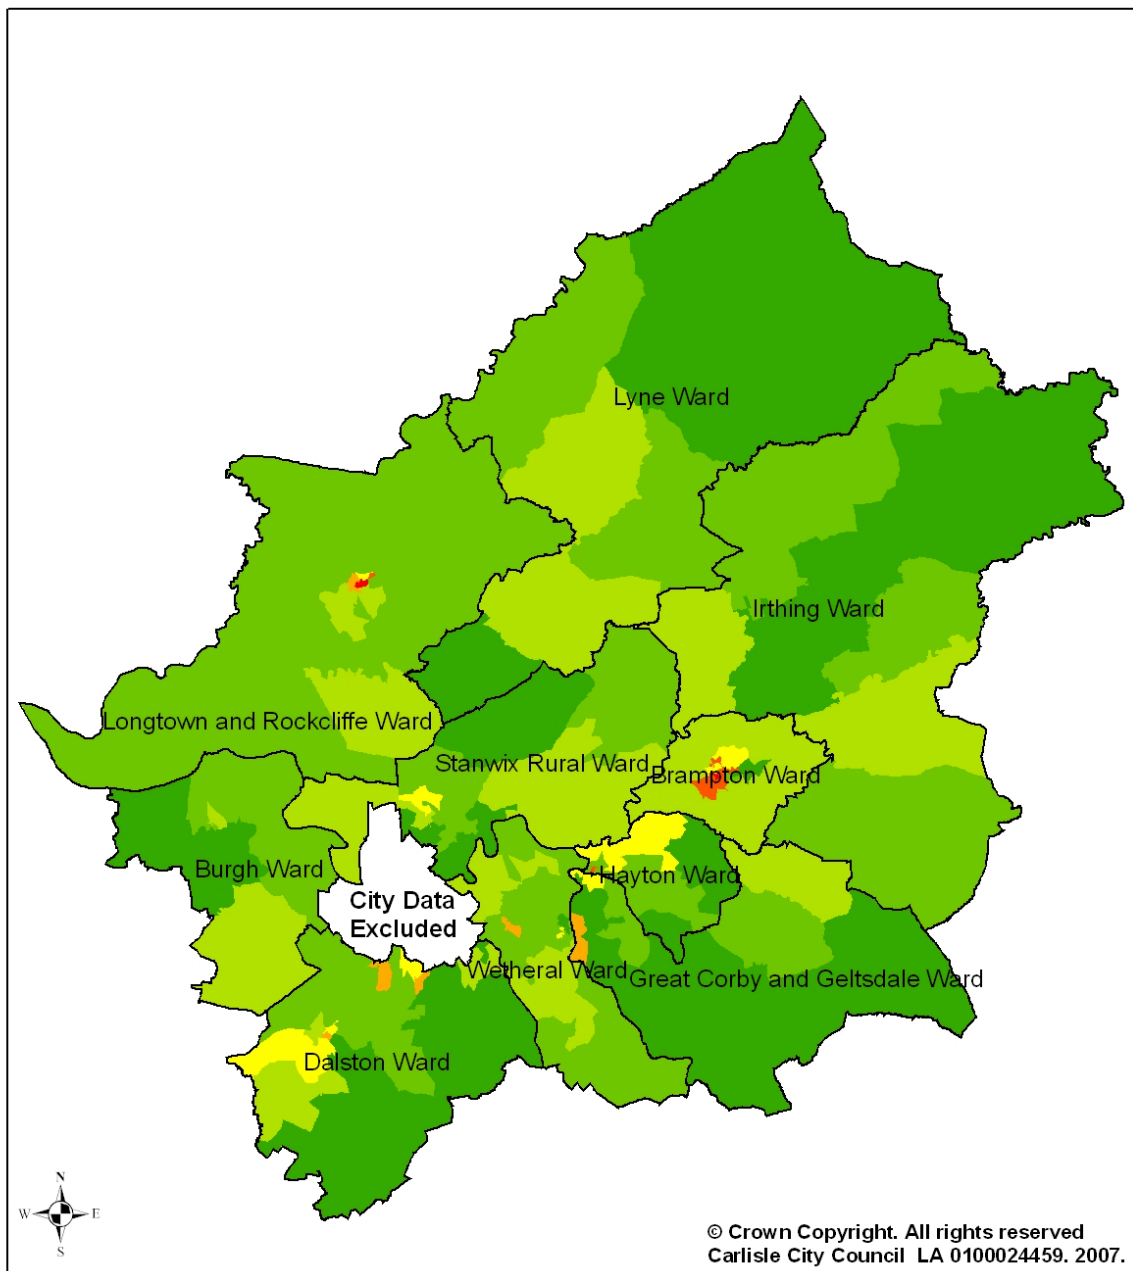 Lyne Ward
Irthing Ward
Longtown and Rockcliffe Ward
Stanwix Rural Ward
Brampton Ward
Burgh Ward
Hayton Ward
City Data
Excluded
Wetheral Ward
Great Corby and Geltsdale Ward
Dalston Ward
N
W E
S
© Crown Copyright. All rights reserved
Carlisle City Council LA 0100024459. 2007.